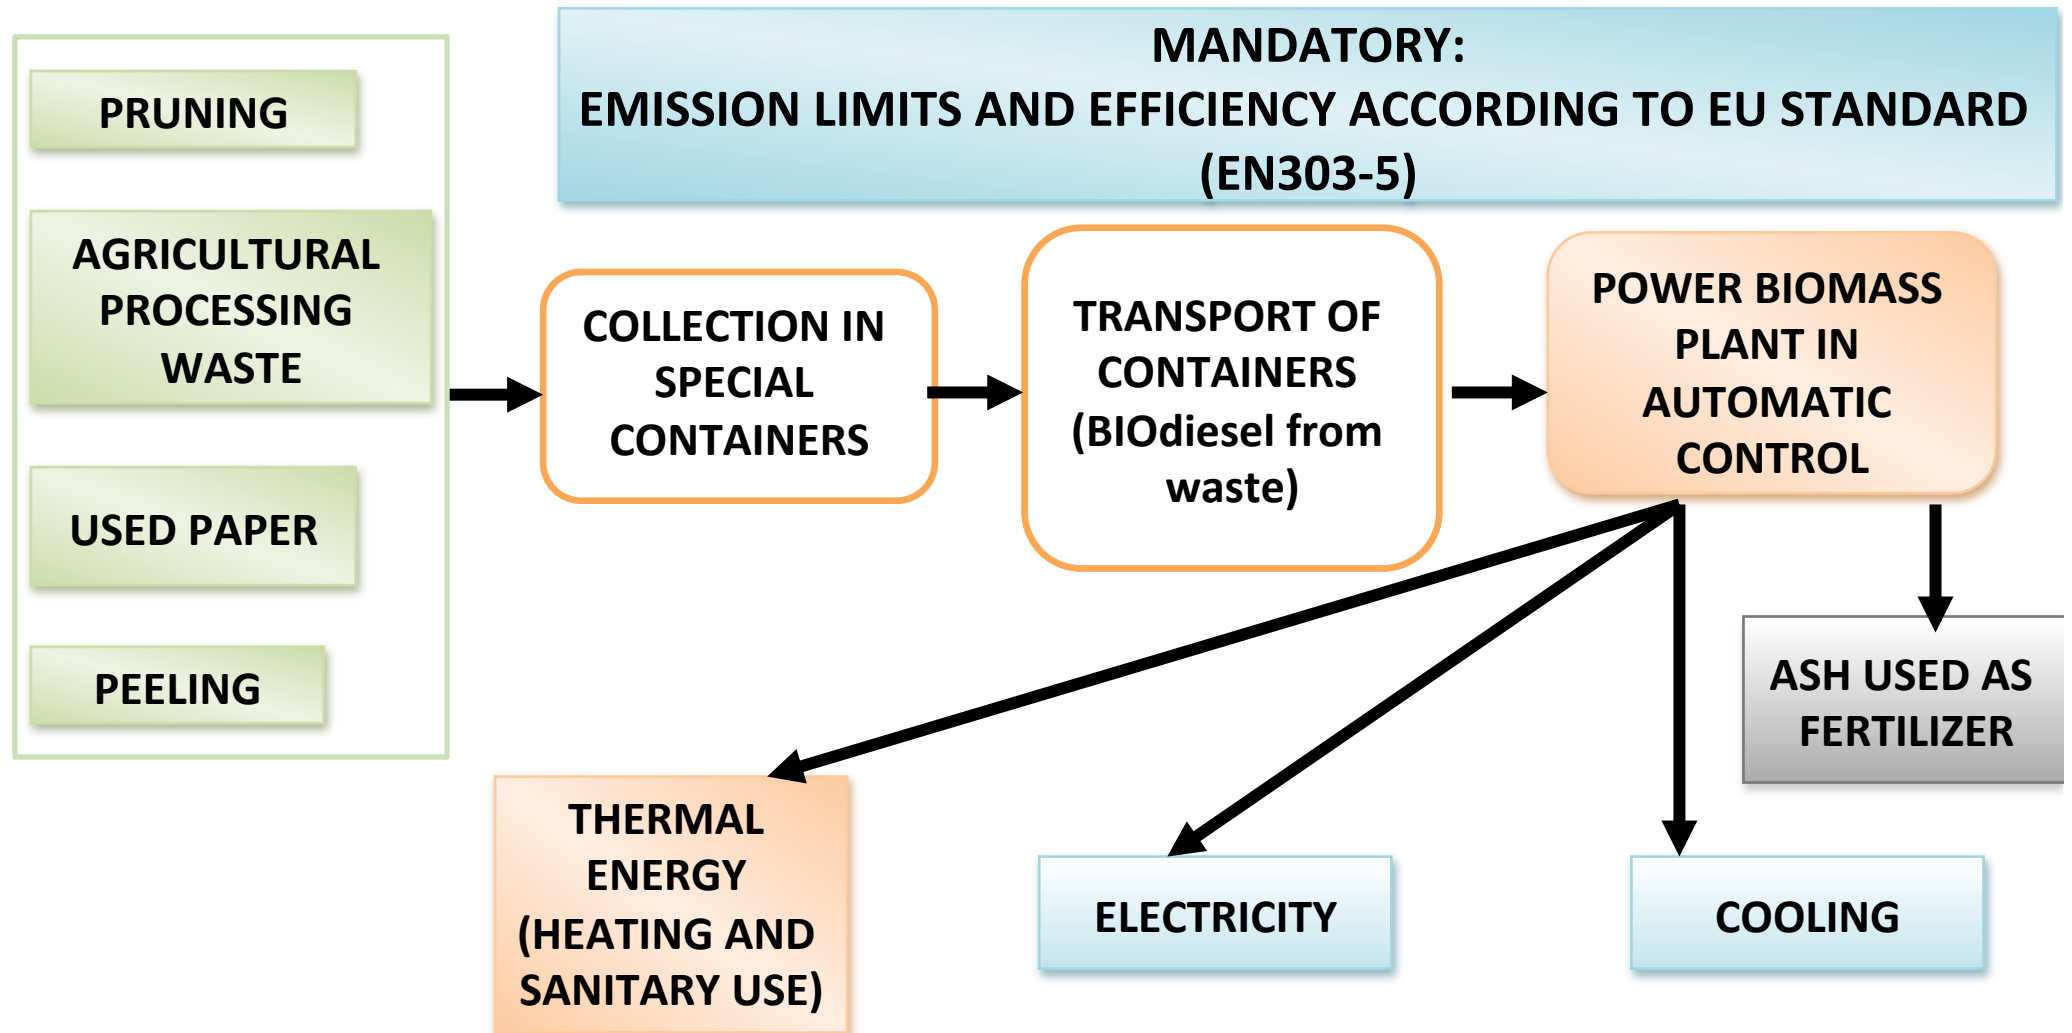 MANDATORY:
EMISSION LIMITS AND EFFICIENCY ACCORDING TO EU STANDARD
(EN303-5)
PRUNING
AGRICULTURAL
PROCESSING
WASTE
USED PAPER
PEELING
COLLECTION IN
SPECIAL
CONTAINERS
TRANSPORT OF
CONTAINERS
(BIOdiesel from
waste)
POWER BIOMASS
PLANT IN
AUTOMATIC
CONTROL
ASH USED AS
FERTILIZER
THERMAL
ENERGY
(HEATING AND
SANITARY USE)
ELECTRICITY
COOLING